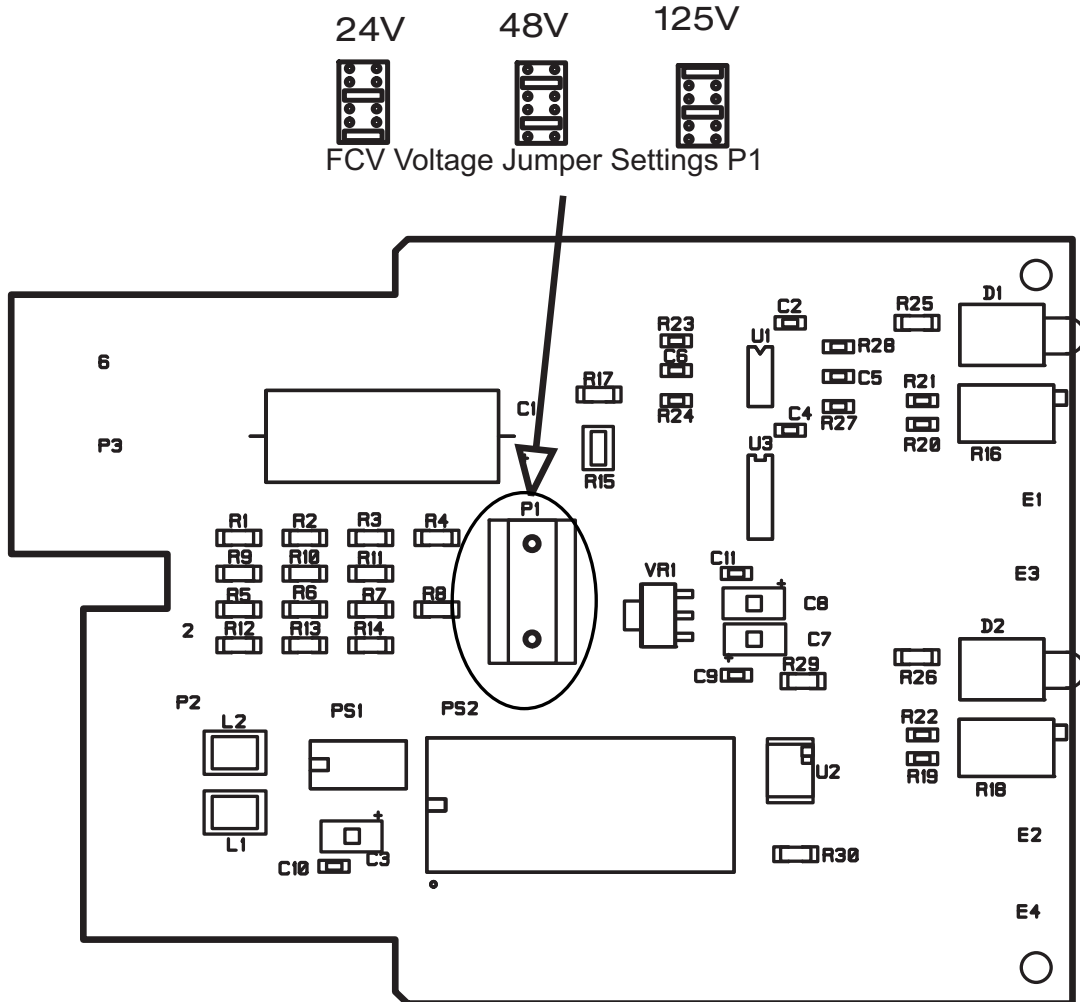 24V 48V 125V
FCV Voltage Jumper Settings P1
D1
C2 R25
R23 U1 R28
6 C6
R17 C5 R21
C1 R24 C4 R27
P3 U3 R20 R16
R15
E1
R1 R2 R3 R4 P1
R9 R10 R11 C11 VR1 E3
R5 R6 R7 R8 C8
2 R12 R13 R14 C7 D2
C9 R29 R26
P2 PS1 PS2
L2 R22
U2 R19 R18
L1 C3 E2
C10 R30
E4